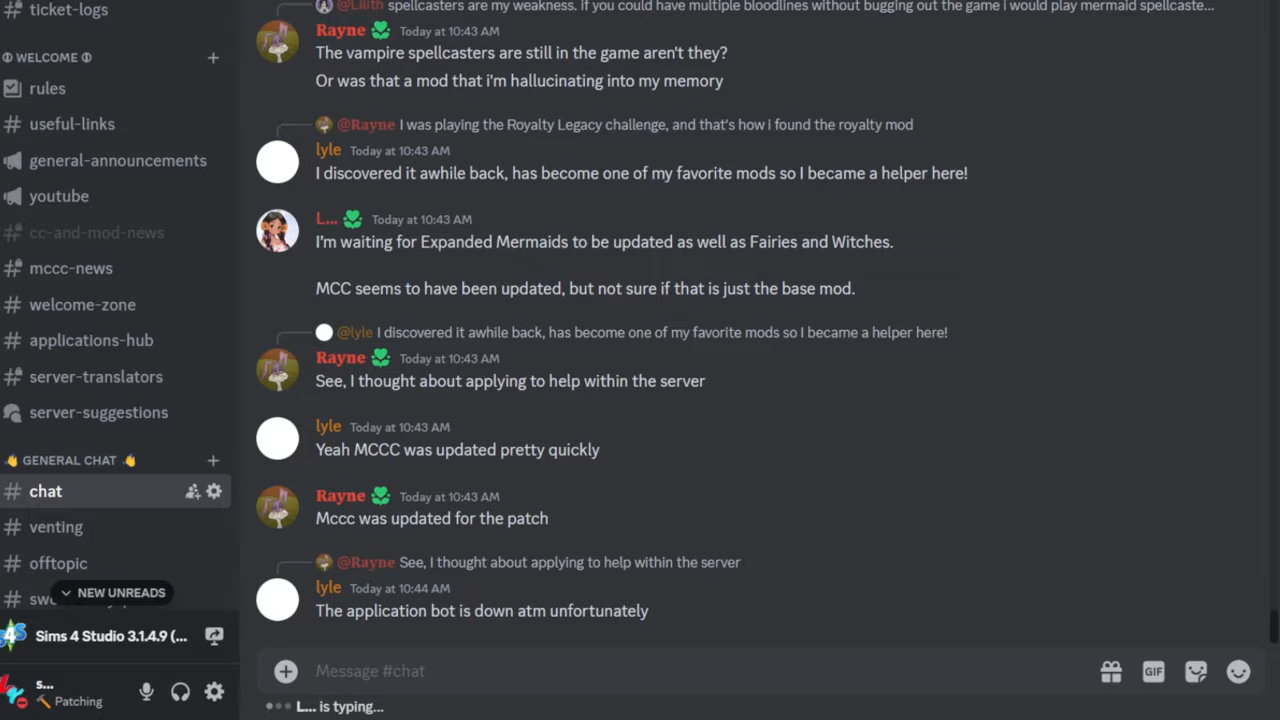 ticket-logs
WELCOME
rules
useful-links
general-announcements
youtube
cc-and-mod-news
mccc-news
welcome-zone
applications-hub
server-translators
server-suggestions
GENERAL CHAT
chat
venting
offtopic
NEW UNREADS
Sims 4 Studio 3.1.4.9 (...
s...
Patching
@Lilith spellcasters are my weakness. if you could have multiple bloodlines without bugging out the game i would play mermaid spellcaste...
Rayne Today at 10:43 AM
The vampire spellcasters are still in the game aren't they?
Or was that a mod that i'm hallucinating into my memory
@Rayne I was playing the Royalty Legacy challenge, and that's how i found the royalty mod
lyle Today at 10:43 AM
I discovered it awhile back, has become one of my favorite mods so I became a helper here!
L... Today at 10:43 AM
I'm waiting for Expanded Mermaids to be updated as well as Fairies and Witches.
MCC seems to have been updated, but not sure if that is just the base mod.
@lyle I discovered it awhile back, has become one of my favorite mods so I became a helper here!
Rayne Today at 10:43 AM
See, I thought about applying to help within the server
lyle Today at 10:43 AM
Yeah MCCC was updated pretty quickly
Rayne Today at 10:43 AM
Mccc was updated for the patch
@Rayne See, I thought about applying to help within the server
lyle Today at 10:44 AM
The application bot is down atm unfortunately
Message #chat
GIF
L... is typing...